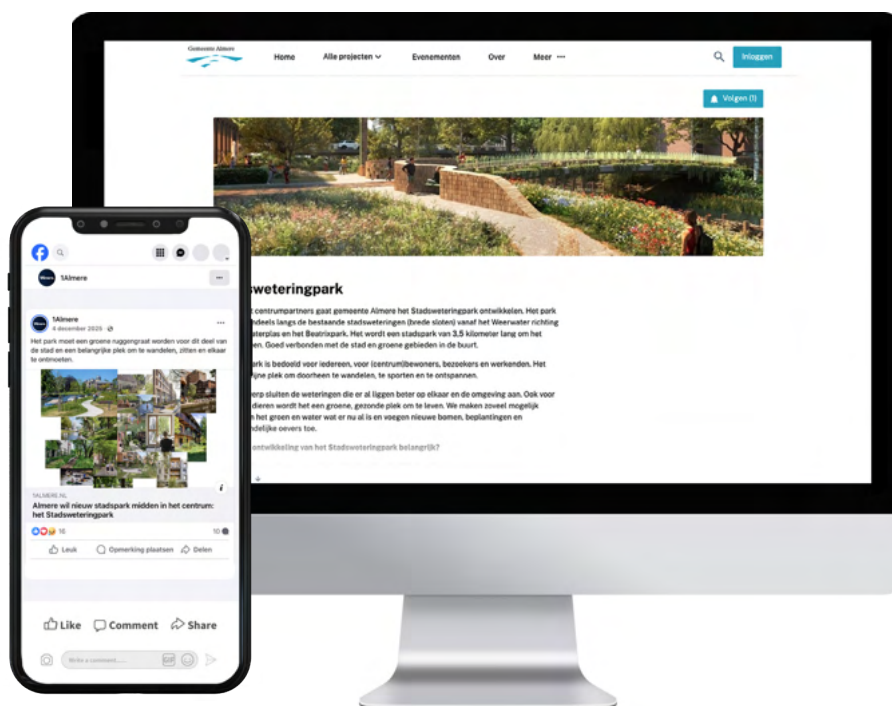 Gemeente Almere
Home
Alle projecten
Evenementen
Over
Meer
Inloggen
Volgen (1)
sweteringpark
centrumpartners gaat gemeente Almere het Stadsweteringpark ontwikkelen. Het park
deels langs de bestaande stadsweteringen (brede sloten) vanaf het Weerwater richting
aterplas en het Beatrixpark. Het wordt een stadspark van 3,5 kilometer lang om het
en. Goed verbonden met de stad en groene gebieden in de buurt.
ark is bedoeld voor iedereen, voor (centrum)bewoners, bezoekers en werkenden. Het
ijne plek om doorheen te wandelen, te sporten en te ontspannen.
erp sluiten de weteringen die er al liggen beter op elkaar en de omgeving aan. Ook voor
dieren wordt het een groene, gezonde plek om te leven. We maken zoveel mogelijk
het groen en water wat er nu al is en voegen nieuwe bomen, beplantingen en
ndelijke oevers toe.
ontwikkeling van het Stadsweteringpark belangrijk?
1Almere
1Almere
4 december 2025
Het park moet een groene ruggengraat worden voor dit deel van
de stad en een belangrijke plek om te wandelen, zitten en elkaar
te ontmoeten.
i
1ALMERE.NL
Almere wil nieuw stadspark midden in het centrum:
het Stadsweteringpark
16
10
Leuk
Opmerking plaatsen
Delen
Like
Comment
Share
Write a comment......
GIF